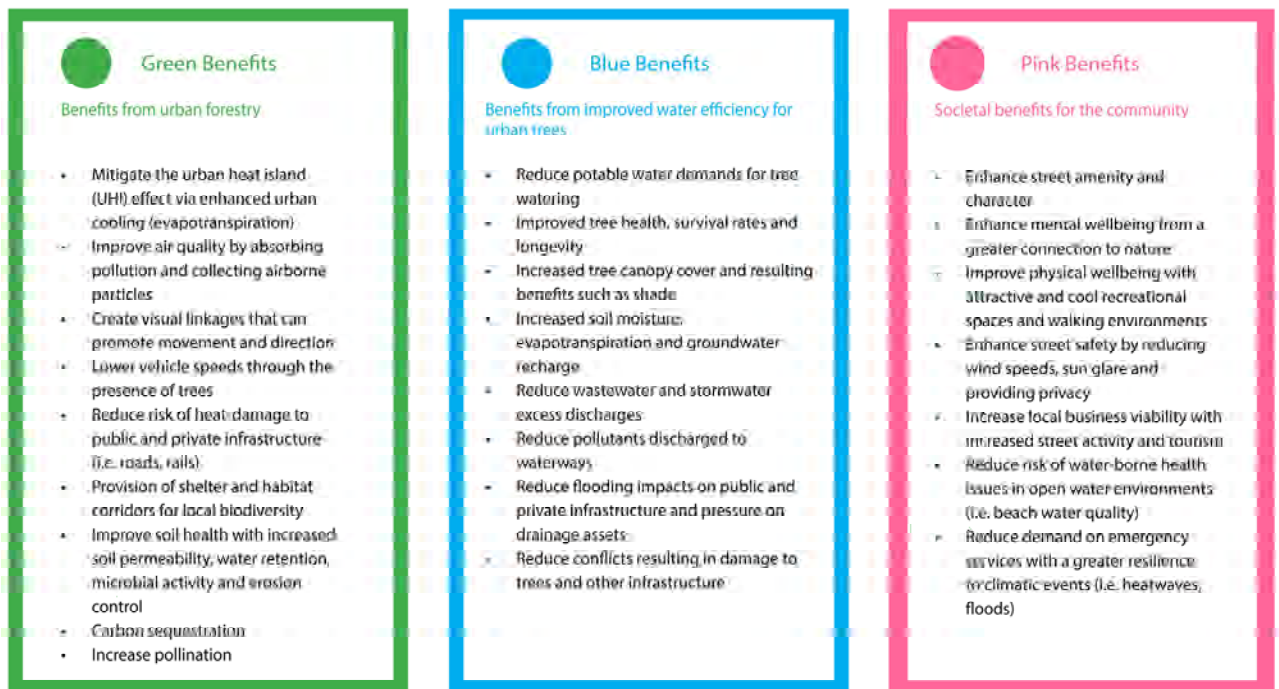 Green Benefits
Benefits from urban forestry
• Mitigate the urban heat island
(UHI) effect via enhanced urban
cooling (evapotranspiration)
• Improve air quality by absorbing
pollution and collecting airborne
particles
• Create visual linkages that can
promote movement and direction
• Lower vehicle speeds through the
presence of trees
• Reduce risk of heat damage to
public and private infrastructure
(i.e. roads, rails)
• Provision of shelter and habitat
corridors for local biodiversity
• Improve soil health with increased
soil permeability, water retention,
microbial activity and erosion
control
• Carbon sequestration
• Increase pollination
Blue Benefits
Benefits from improved water efficiency for
urban trees
• Reduce potable water demands for tree
watering
• Improved tree health, survival rates and
longevity
• Increased tree canopy cover and resulting
benefits such as shade
• Increased soil moisture,
evapotranspiration and groundwater
recharge
• Reduce wastewater and stormwater
excess discharges
• Reduce pollutants discharged to
waterways
• Reduce flooding impacts on public and
private infrastructure and pressure on
drainage assets
• Reduce conflicts resulting in damage to
trees and other infrastructure
Pink Benefits
Societal benefits for the community
• Enhance street amenity and
character
• Enhance mental wellbeing from a
greater connection to nature
• Improve physical wellbeing with
attractive and cool recreational
spaces and walking environments
• Enhance street safety by reducing
wind speeds, sun glare and
providing privacy
• Increase local business viability with
increased street activity and tourism
• Reduce risk of water-borne health
issues in open water environments
(i.e. beach water quality)
• Reduce demand on emergency
services with a greater resilience
to climatic events (i.e. heatwaves,
floods)